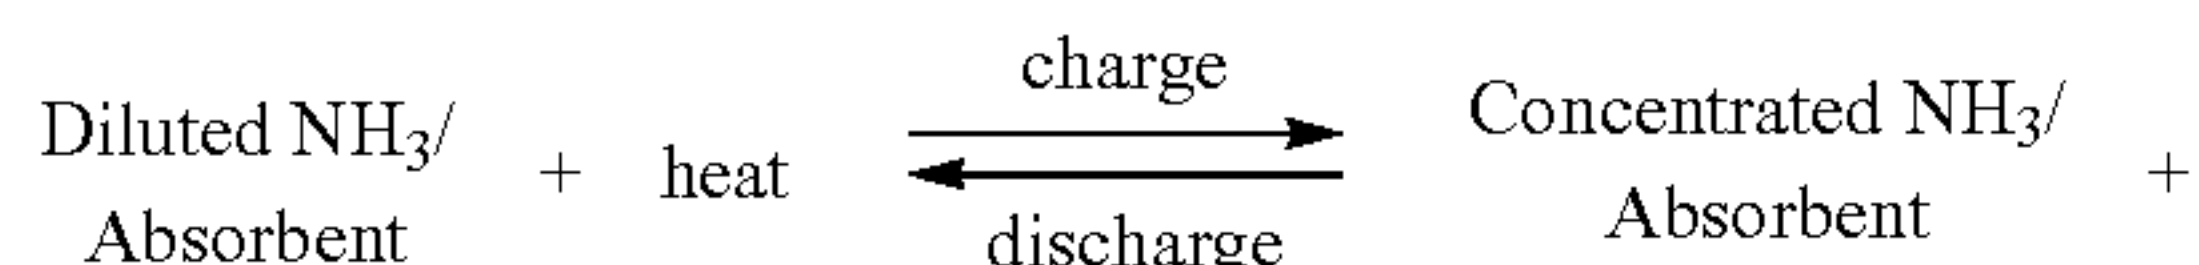 charge
Diluted NH₃/ + heat Concentrated NH₃/ +
Absorbent Absorbent
discharge